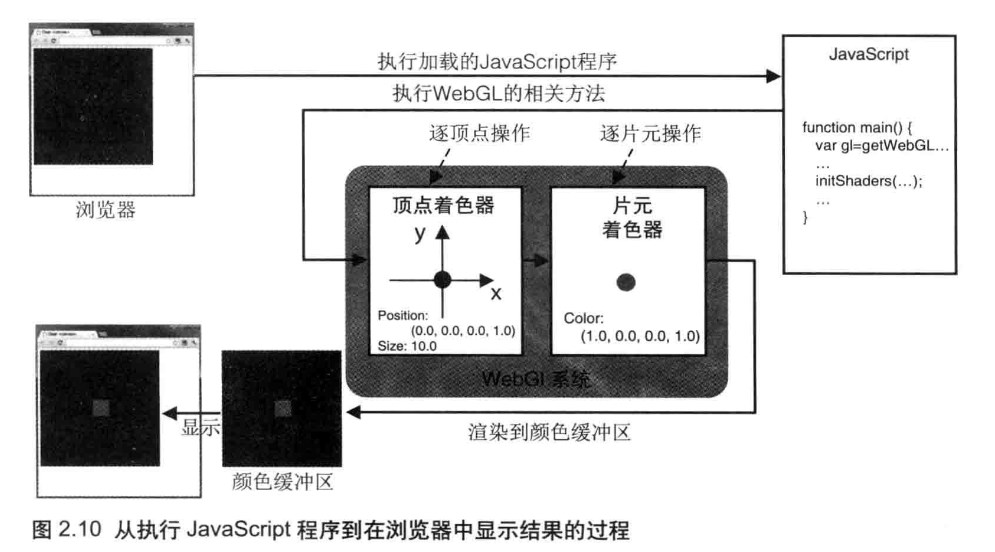 执行加载的JavaScript程序
执行WebGL的相关方法
JavaScript
function main() {
var gl=getWebGL…
…
initShaders(…);
…
}
浏览器
逐顶点操作
逐片元操作
顶点着色器
y
x
Position:
(0.0, 0.0, 0.0, 1.0)
Size: 10.0
片元
着色器
Color:
(1.0, 0.0, 0.0, 1.0)
WebGl 系统
显示
渲染到颜色缓冲区
颜色缓冲区
图 2.10 从执行 JavaScript 程序到在浏览器中显示结果的过程